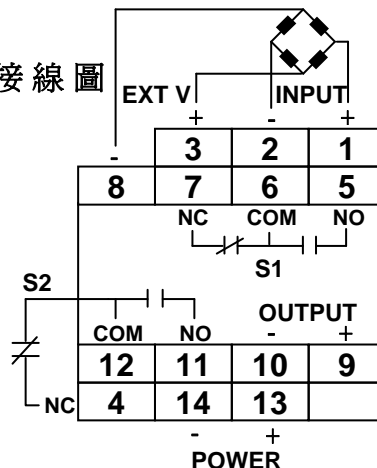 接線圖
EXT V INPUT
+ - +
- 3 2 1
8 7 6 5
NC COM NO
S1
S2
OUTPUT
COM NO - +
12 11 10 9
NC 4 14 13
- +
POWER